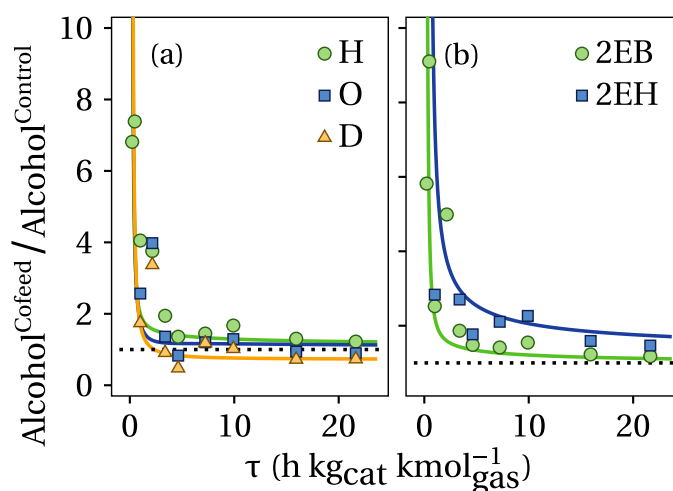 Alcohol^Cofeed / Alcohol^Control
10
8
6
4
2
0
(a)
H
O
D
(b)
2EB
2EH
0 10 20
0 10 20
τ (h kg_cat kmol_gas^−1)